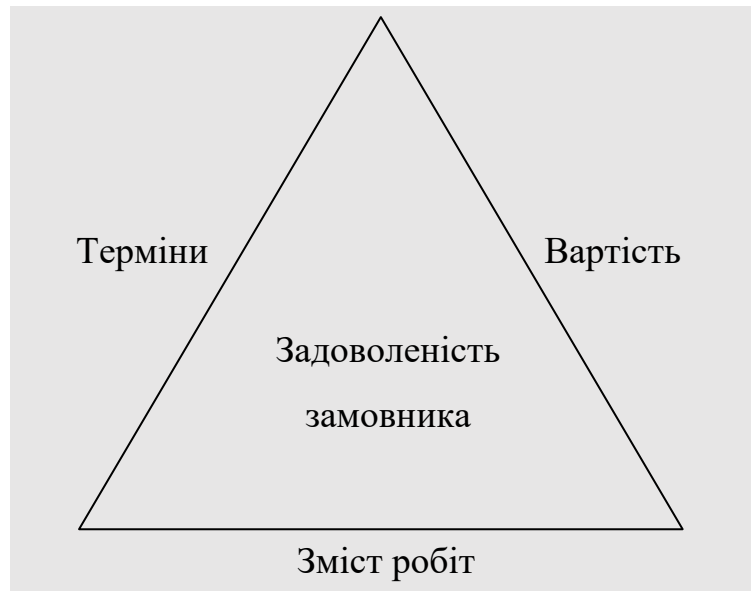 Терміни
Вартість
Задоволеність
замовника
Зміст робіт